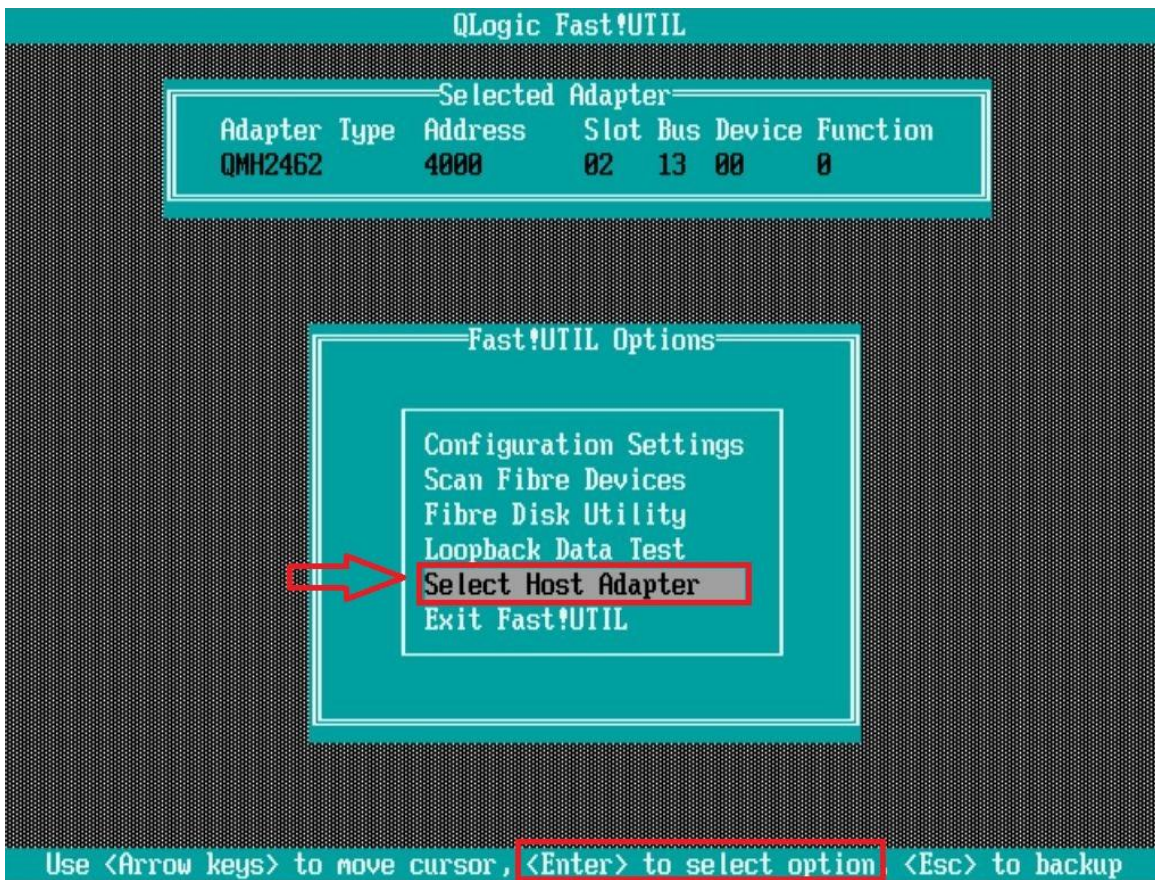 QLogic Fast!UTIL
Selected Adapter
Adapter Type Address Slot Bus Device Function
QMH2462 4000 02 13 00 0
Fast!UTIL Options
Configuration Settings
Scan Fibre Devices
Fibre Disk Utility
Loopback Data Test
Select Host Adapter
Exit Fast!UTIL
Use <Arrow keys> to move cursor, <Enter> to select option, <Esc> to backup